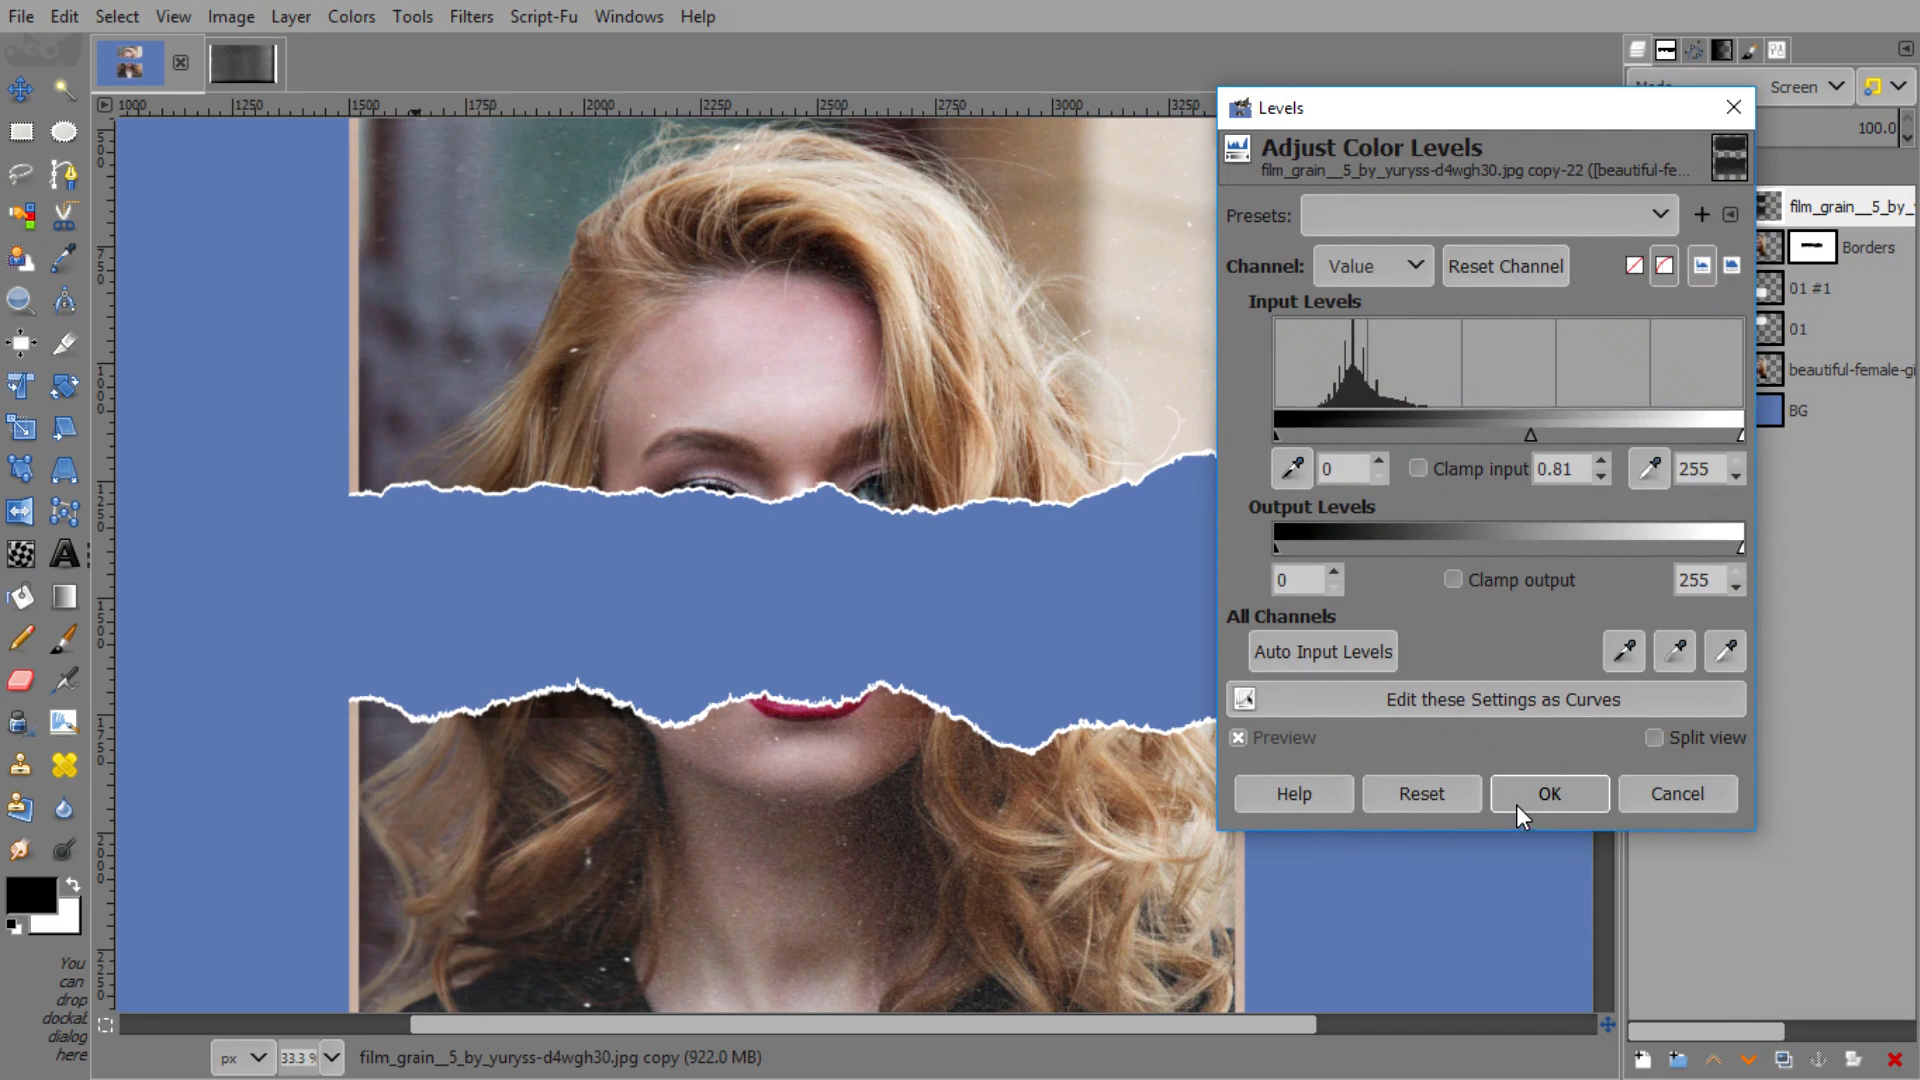 File Edit Select View Image Layer Colors Tools Filters Script-Fu Windows Help
1000 1250 1500 1750 2000 2250 2500 2750 3000 3250
Levels
Adjust Color Levels
film_grain__5_by_yuryss-d4wgh30.jpg copy-22 ([beautiful-fe...
Presets:
Channel: Value Reset Channel
Input Levels
0 Clamp input 0.81 255
Output Levels
0 Clamp output 255
All Channels
Auto Input Levels
Edit these Settings as Curves
Preview Split view
Help Reset OK Cancel
Screen
100.0
film_grain__5_by_y
Borders
01 #1
01
beautiful-female-gi
BG
You
can
drop
dockab
dialog
here
px 33.3 % film_grain__5_by_yuryss-d4wgh30.jpg copy (922.0 MB)